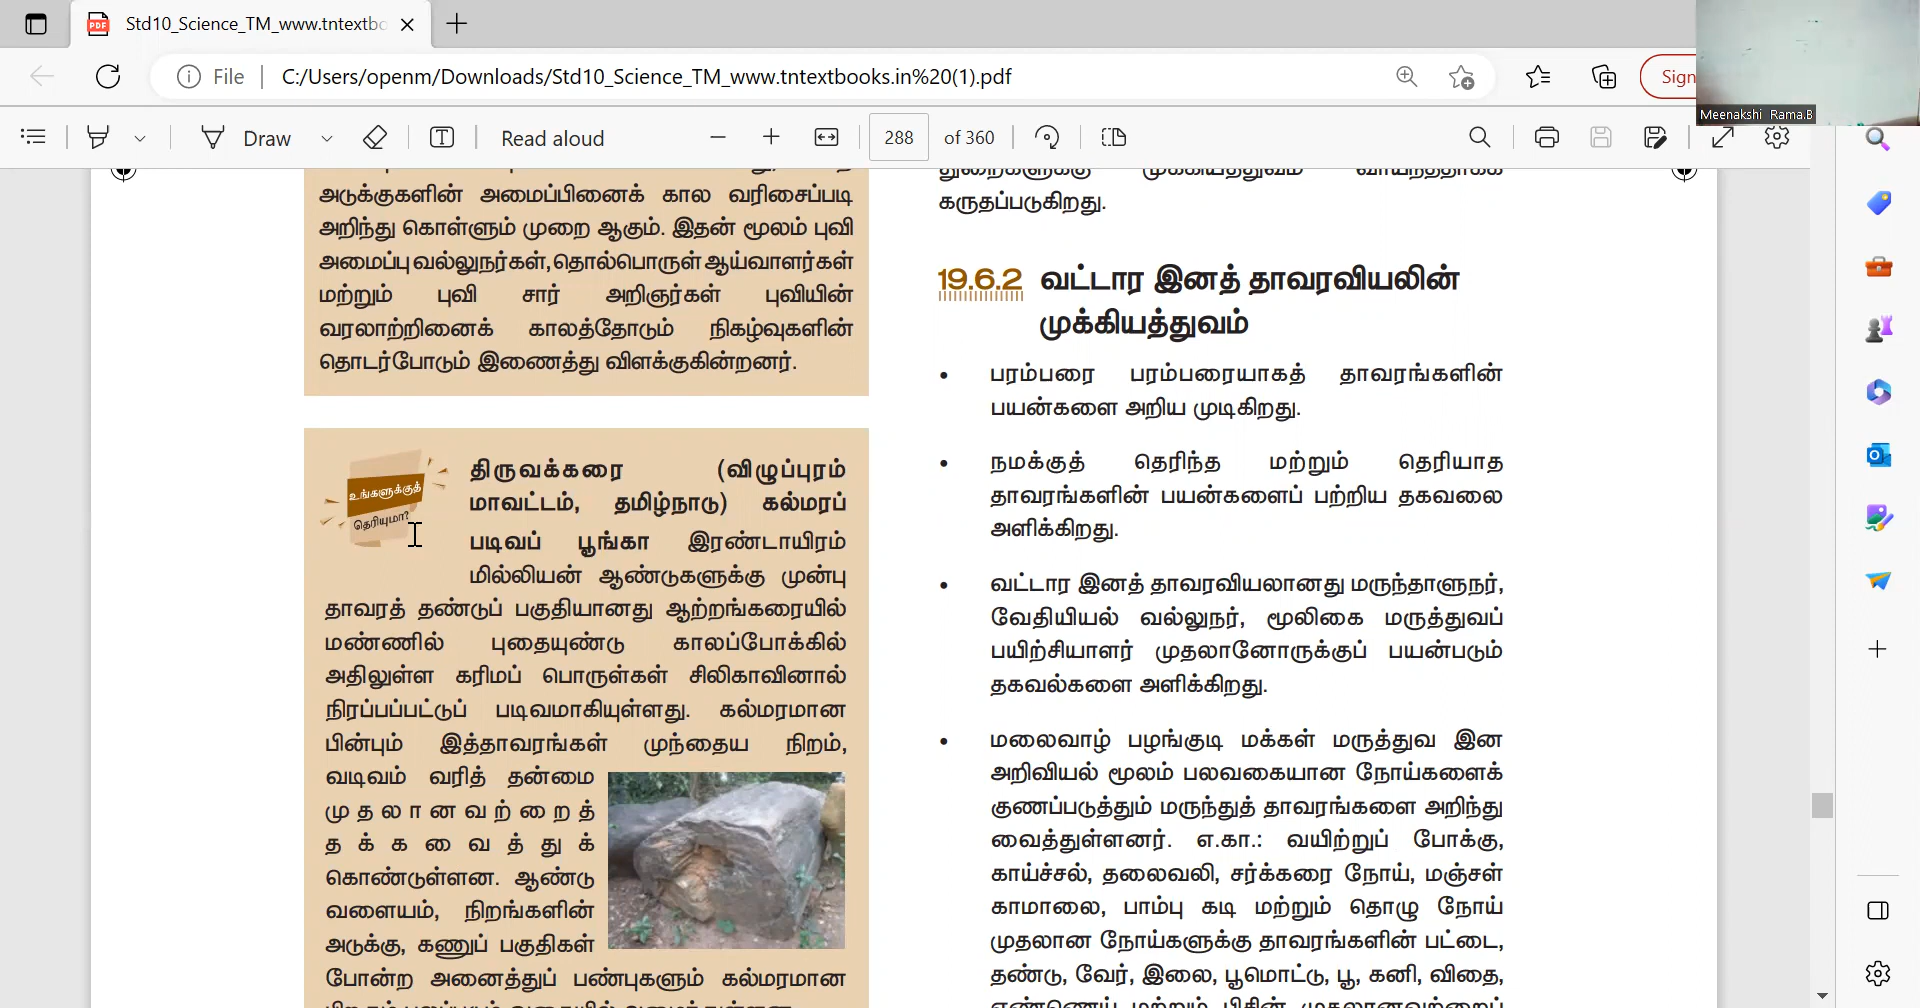 Std10_Science_TM_www.tntextbo
File
C:/Users/openm/Downloads/Std10_Science_TM_www.tntextbooks.in%20(1).pdf
Sign
Meenakshi Rama.B
Draw
Read aloud
288 of 360
அடுக்குகளின் அமைப்பினைக் கால வரிசைப்படி
அறிந்து கொள்ளும் முறை ஆகும். இதன் மூலம் புவி
அமைப்பு வல்லுநர்கள், தொல்பொருள் ஆய்வாளர்கள்
மற்றும் புவி சார் அறிஞர்கள் புவியின்
வரலாற்றினைக் காலத்தோடும் நிகழ்வுகளின்
தொடர்போடும் இணைத்து விளக்குகின்றனர்.
உங்களுக்குத்
தெரியுமா?
திருவக்கரை (விழுப்புரம்
மாவட்டம், தமிழ்நாடு) கல்மரப்
படிவப் பூங்கா இரண்டாயிரம்
மில்லியன் ஆண்டுகளுக்கு முன்பு
தாவரத் தண்டுப் பகுதியானது ஆற்றங்கரையில்
மண்ணில் புதையுண்டு காலப்போக்கில்
அதிலுள்ள கரிமப் பொருள்கள் சிலிகாவினால்
நிரப்பப்பட்டுப் படிவமாகியுள்ளது. கல்மரமான
பின்பும் இத்தாவரங்கள் முந்தைய நிறம்,
வடிவம் வரித் தன்மை
முதலானவற்றைத்
தக்கவைத்துக்
கொண்டுள்ளன. ஆண்டு
வளையம், நிறங்களின்
அடுக்கு, கணுப் பகுதிகள்
போன்ற அனைத்துப் பண்புகளும் கல்மரமான
துறைகளுக்கு முக்கியத்துவம் வாய்ந்ததாகக்
கருதப்படுகிறது.
19.6.2 வட்டார இனத் தாவரவியலின்
முக்கியத்துவம்
• பரம்பரை பரம்பரையாகத் தாவரங்களின்
பயன்களை அறிய முடிகிறது.
• நமக்குத் தெரிந்த மற்றும் தெரியாத
தாவரங்களின் பயன்களைப் பற்றிய தகவலை
அளிக்கிறது.
• வட்டார இனத் தாவரவியலானது மருந்தாளுநர்,
வேதியியல் வல்லுநர், மூலிகை மருத்துவப்
பயிற்சியாளர் முதலானோருக்குப் பயன்படும்
தகவல்களை அளிக்கிறது.
• மலைவாழ் பழங்குடி மக்கள் மருத்துவ இன
அறிவியல் மூலம் பலவகையான நோய்களைக்
குணப்படுத்தும் மருந்துத் தாவரங்களை அறிந்து
வைத்துள்ளனர். எ.கா.: வயிற்றுப் போக்கு,
காய்ச்சல், தலைவலி, சர்க்கரை நோய், மஞ்சள்
காமாலை, பாம்பு கடி மற்றும் தொழு நோய்
முதலான நோய்களுக்கு தாவரங்களின் பட்டை,
தண்டு, வேர், இலை, பூமொட்டு, பூ, கனி, விதை,
எண்ணெய் மற்றும் பிசின் முதலானவற்றைப்